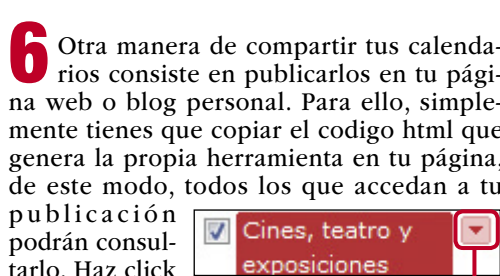 6 Otra manera de compartir tus calenda-
rios consiste en publicarlos en tu pági-
na web o blog personal. Para ello, simple-
mente tienes que copiar el codigo html que
genera la propia herramienta en tu página,
de este modo, todos los que accedan a tu
publicación
podrán consul-
tarlo. Haz click
Cines, teatro y
exposiciones